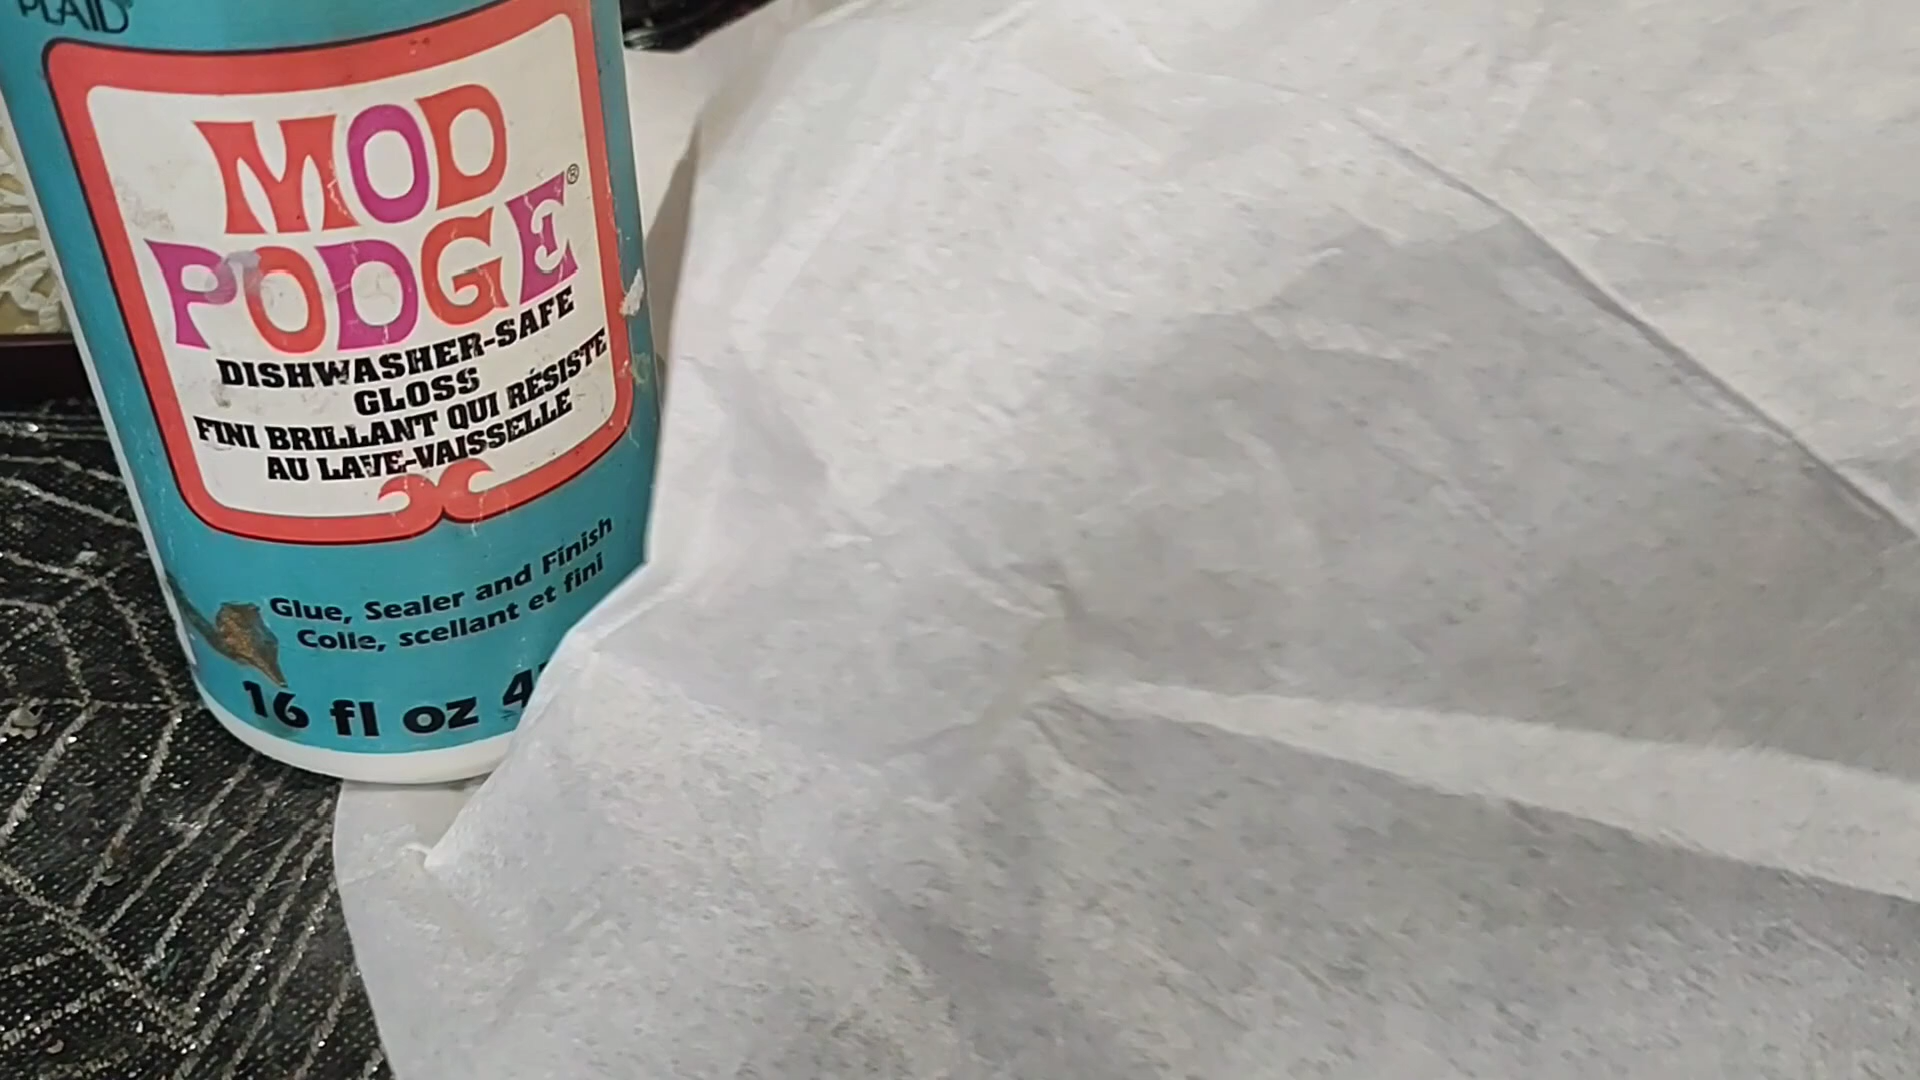 PLAID
MOD
PODGE®
DISHWASHER-SAFE
GLOSS
FINI BRILLANT QUI RÉSISTE
AU LAVE-VAISSELLE
Glue, Sealer and Finish
Colle, scellant et fini
16 fl oz